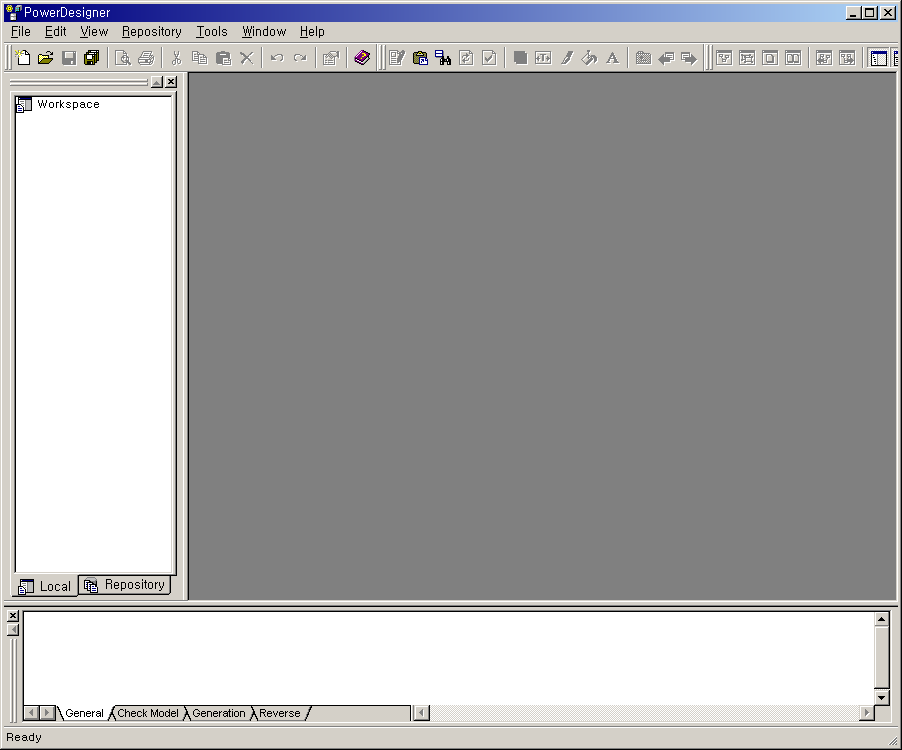 PowerDesigner
File Edit View Repository Tools Window Help
Workspace
Local Repository
General Check Model Generation Reverse
Ready